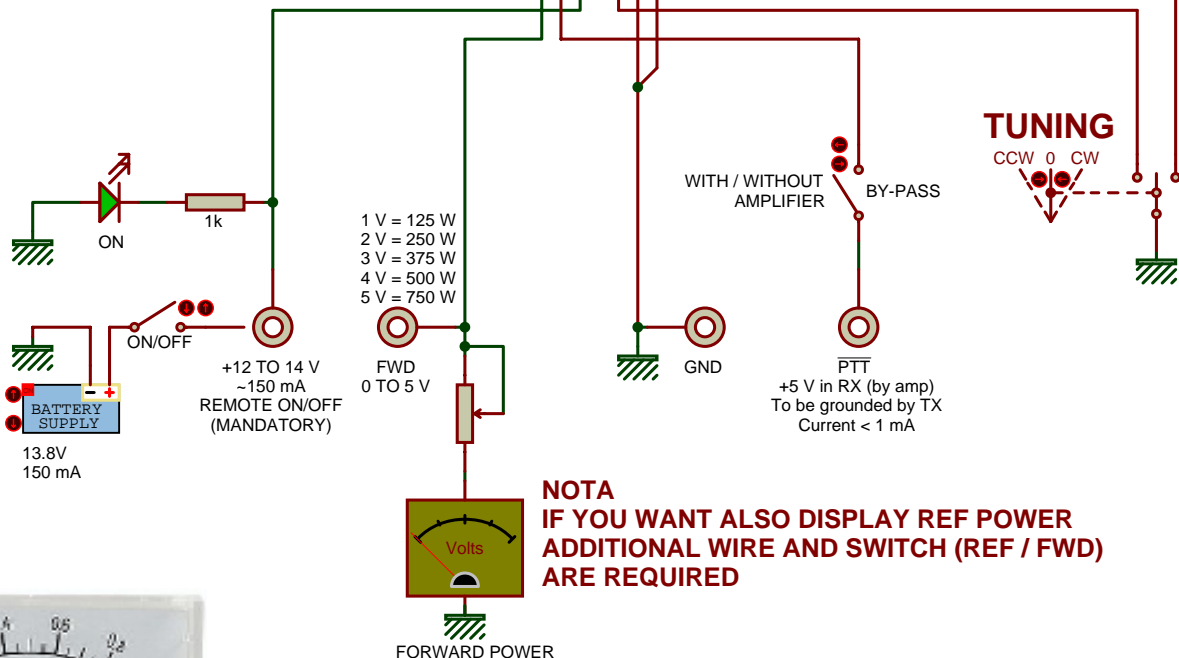 TUNING
CCW 0 CW
WITH / WITHOUT
AMPLIFIER
BY-PASS
1k
ON
1 V = 125 W
2 V = 250 W
3 V = 375 W
4 V = 500 W
5 V = 750 W
ON/OFF
+12 TO 14 V
~150 mA
REMOTE ON/OFF
(MANDATORY)
FWD
0 TO 5 V
GND
PTT
+5 V in RX (by amp)
To be grounded by TX
Current < 1 mA
- +
BATTERY
SUPPLY
13.8V
150 mA
NOTA
IF YOU WANT ALSO DISPLAY REF POWER
ADDITIONAL WIRE AND SWITCH (REF / FWD)
ARE REQUIRED
Volts
FORWARD POWER